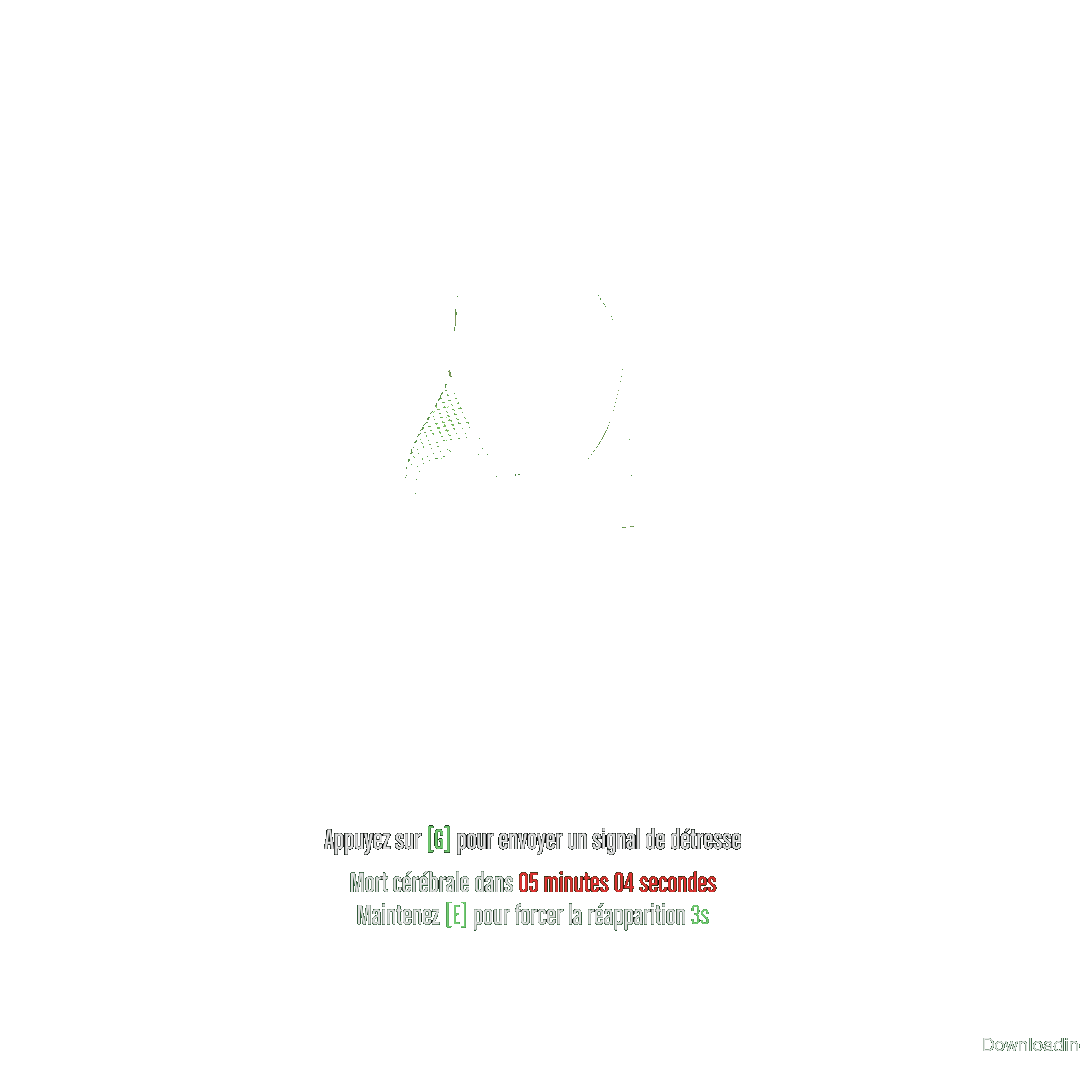 Appuyez sur [G] pour envoyer un signal de détresse
Mort cérébrale dans 05 minutes 04 secondes
Maintenez [E] pour forcer la réapparition 3s
Downloadin